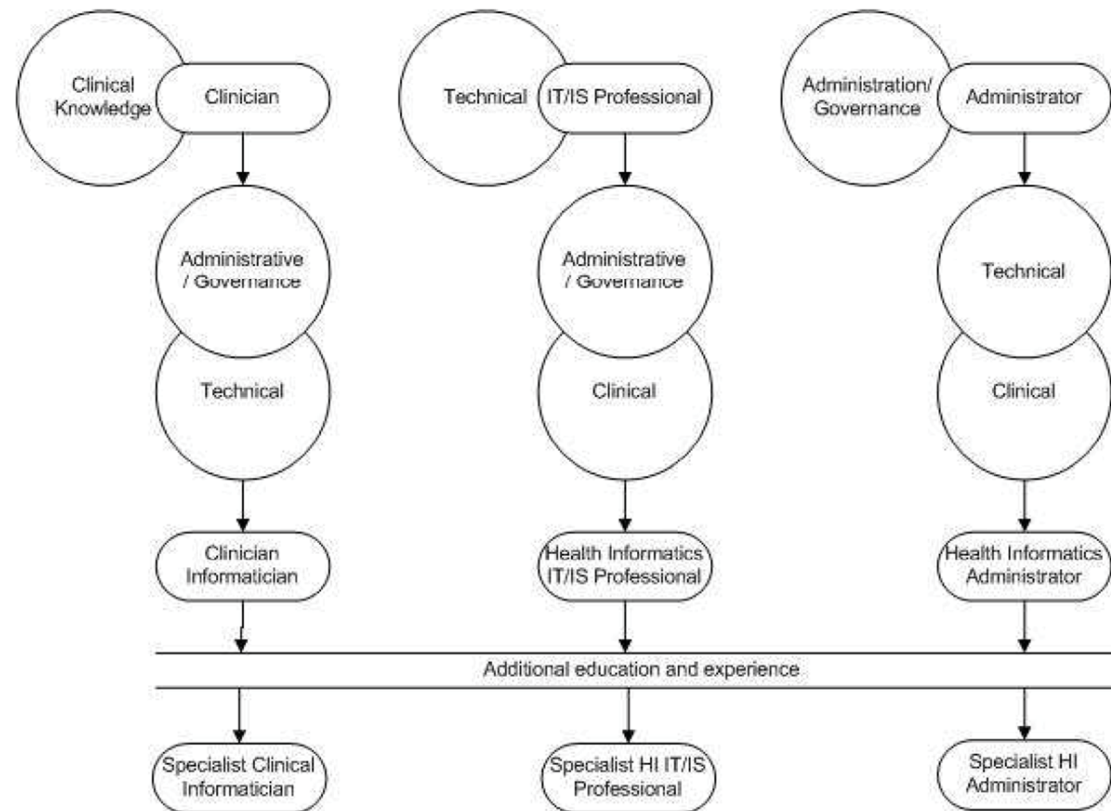 Clinical
Knowledge
Clinician
Technical
IT/IS Professional
Administration/
Governance
Administrator
Administrative
/ Governance
Administrative
/ Governance
Technical
Technical
Clinical
Clinical
Clinician
Informatician
Health Informatics
IT/IS Professional
Health Informatics
Administrator
Additional education and experience
Specialist Clinical
Informatician
Specialist HI IT/IS
Professional
Specialist HI
Administrator